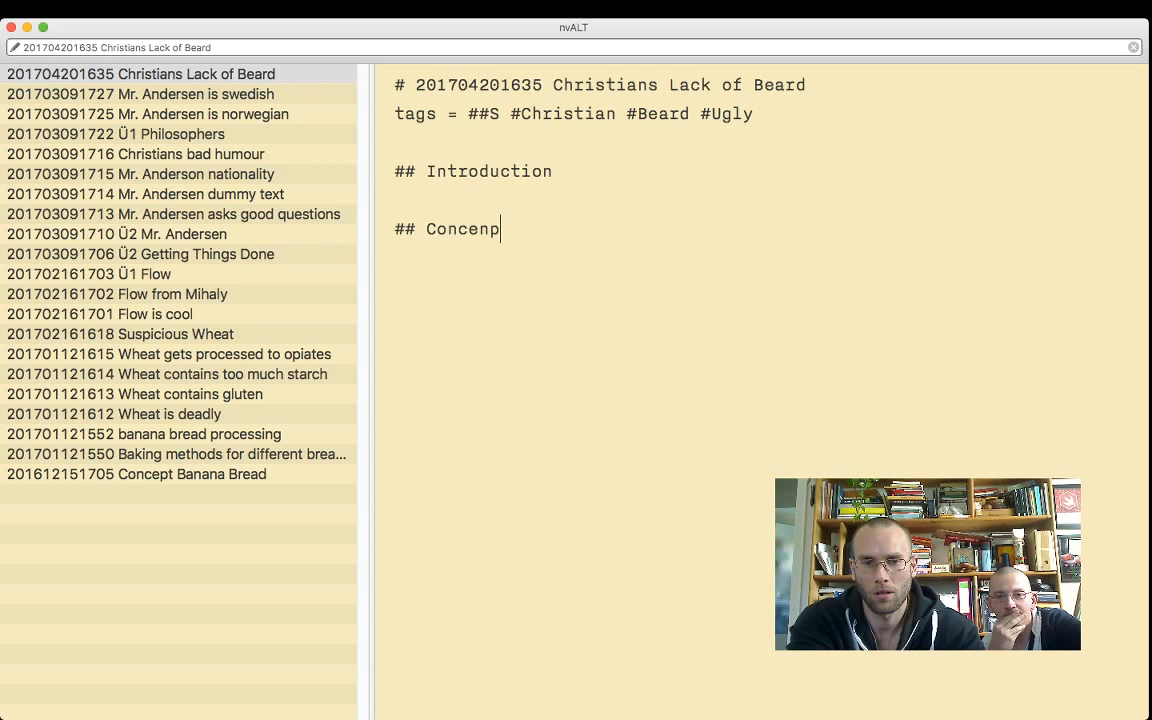 nvALT
201704201635 Christians Lack of Beard
201704201635 Christians Lack of Beard
201703091727 Mr. Andersen is swedish
201703091725 Mr. Andersen is norwegian
201703091722 Ü1 Philosophers
201703091716 Christians bad humour
201703091715 Mr. Anderson nationality
201703091714 Mr. Andersen dummy text
201703091713 Mr. Andersen asks good questions
201703091710 Ü2 Mr. Andersen
201703091706 Ü2 Getting Things Done
201702161703 Ü1 Flow
201702161702 Flow from Mihaly
201702161701 Flow is cool
201702161618 Suspicious Wheat
201701121615 Wheat gets processed to opiates
201701121614 Wheat contains too much starch
201701121613 Wheat contains gluten
201701121612 Wheat is deadly
201701121552 banana bread processing
201701121550 Baking methods for different brea...
201612151705 Concept Banana Bread
# 201704201635 Christians Lack of Beard
tags = ##S #Christian #Beard #Ugly
## Introduction
## Concenp